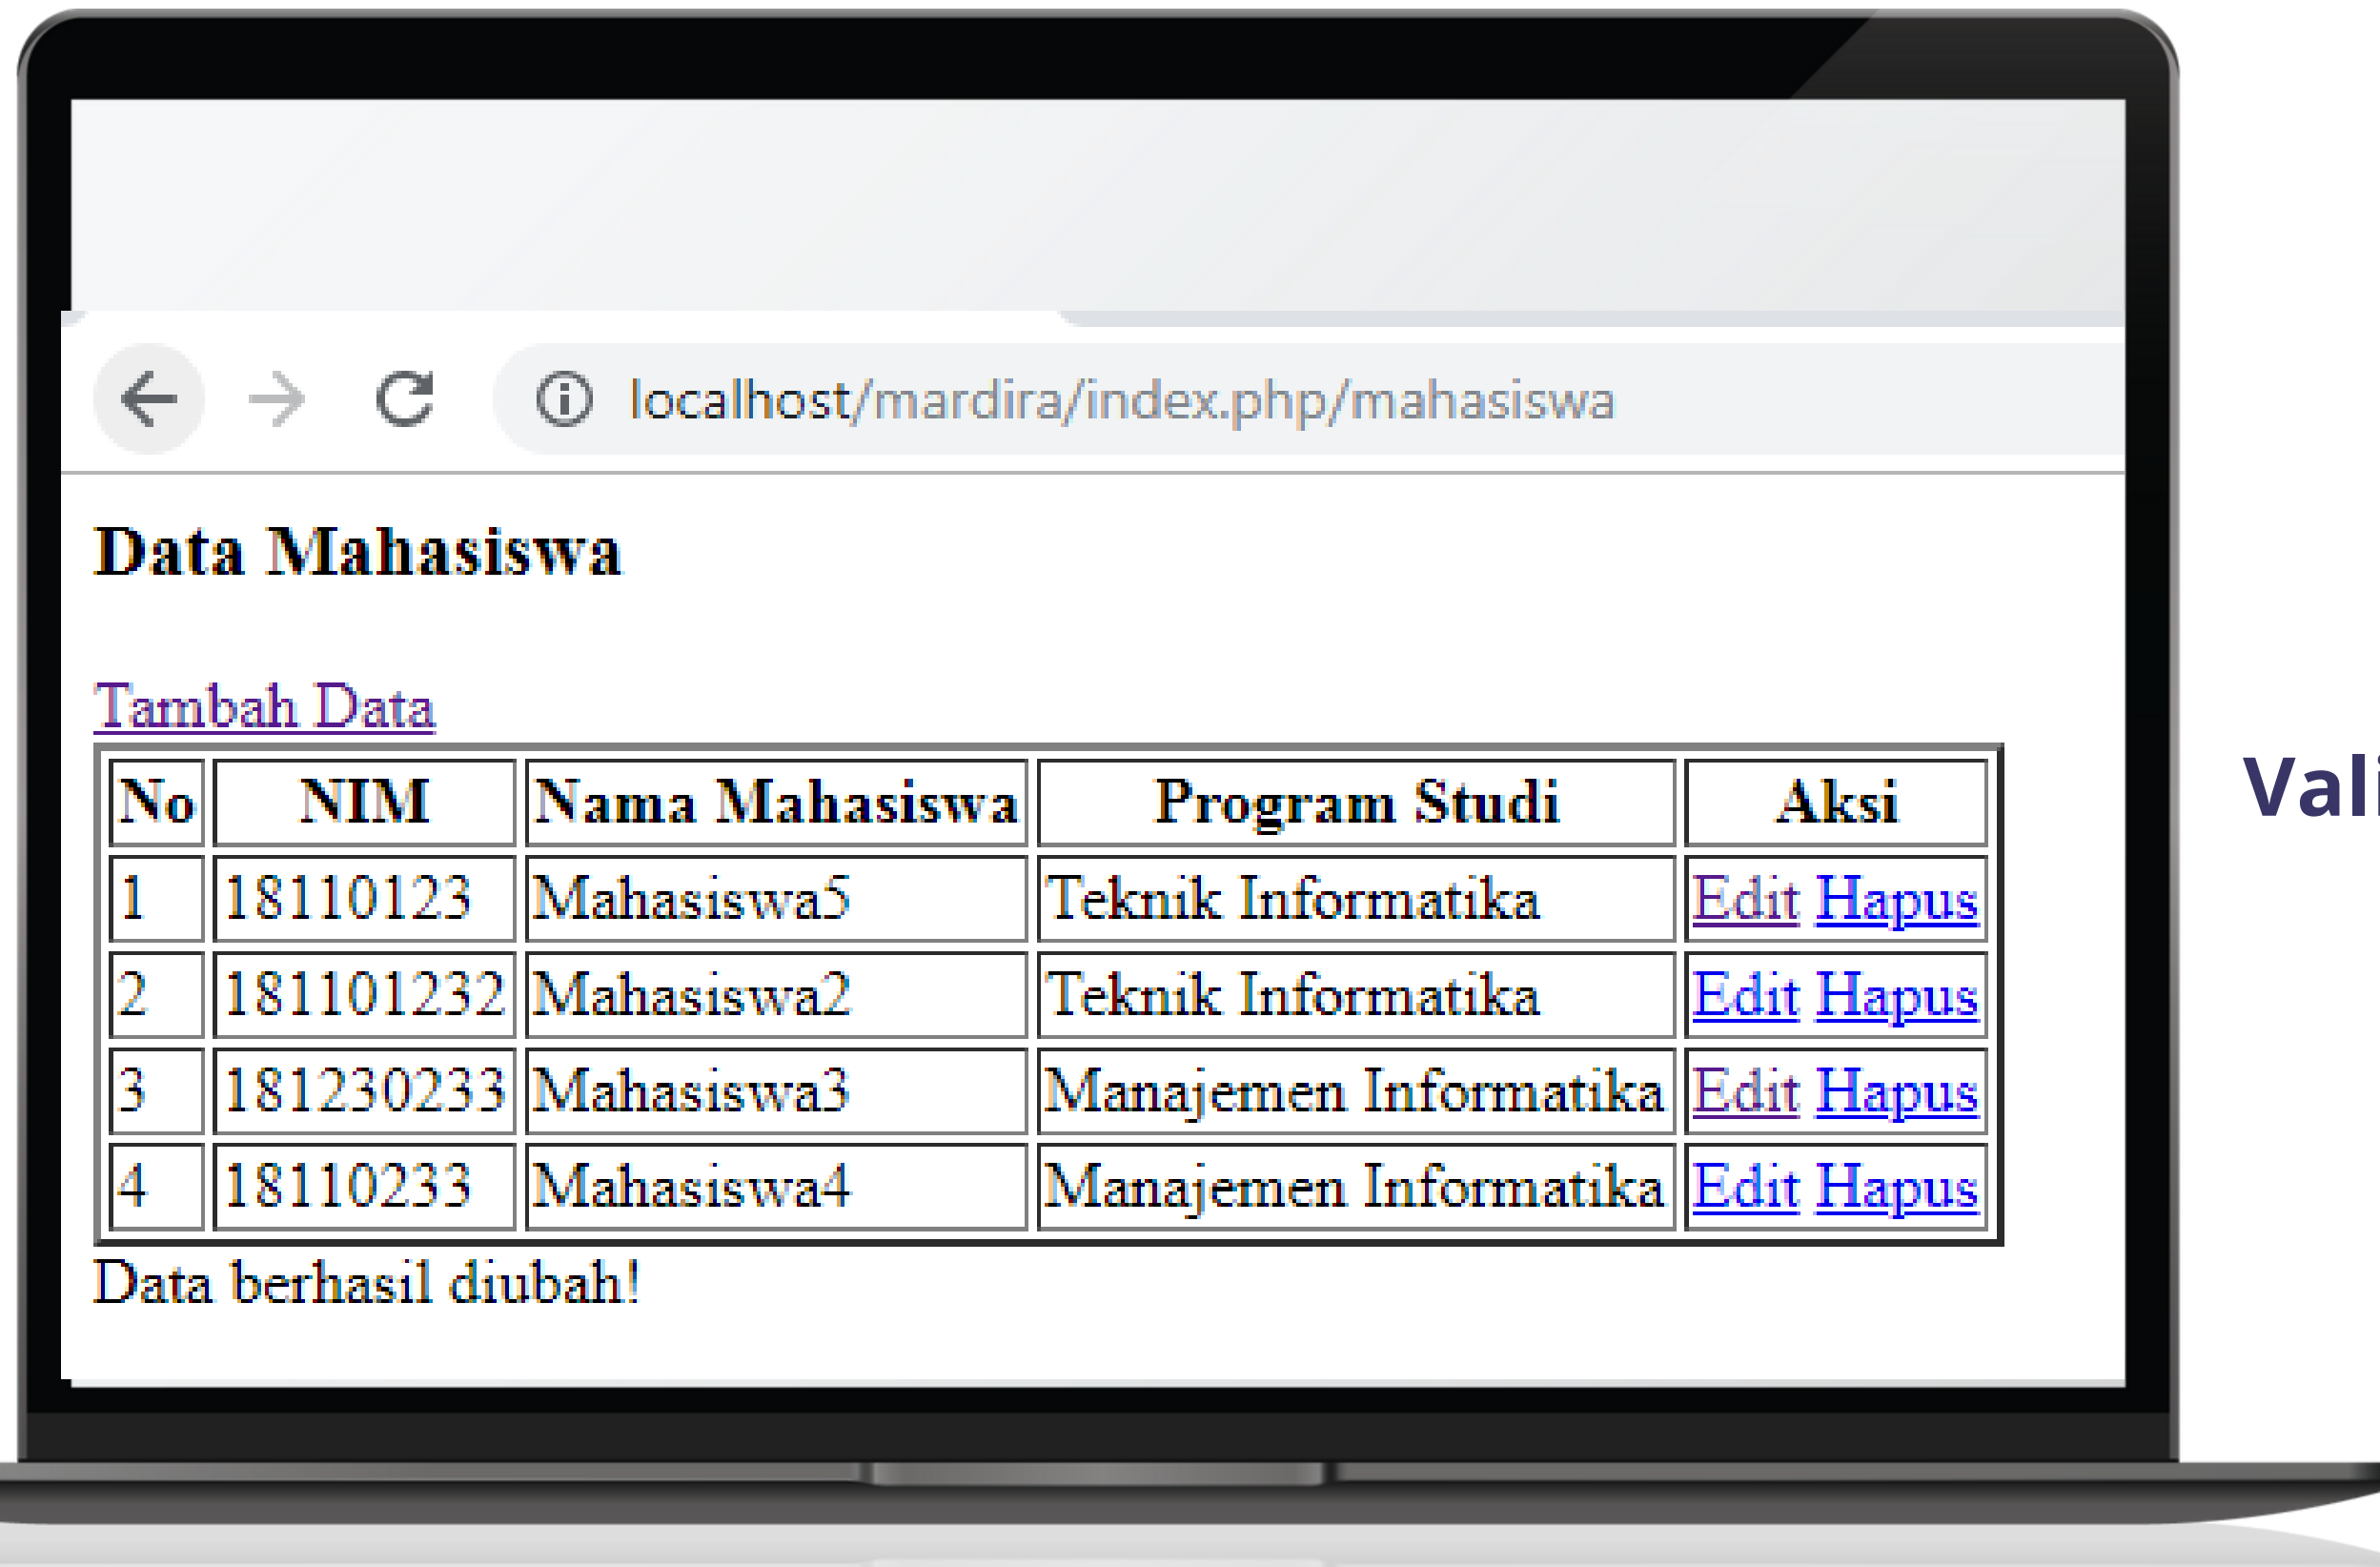 localhost/mardira/index.php/mahasiswa
Data Mahasiswa
Tambah Data
No NIM Nama Mahasiswa Program Studi Aksi
1 18110123 Mahasiswa5 Teknik Informatika Edit Hapus
2 181101232 Mahasiswa2 Teknik Informatika Edit Hapus
3 181230233 Mahasiswa3 Manajemen Informatika Edit Hapus
4 18110233 Mahasiswa4 Manajemen Informatika Edit Hapus
Data berhasil diubah!